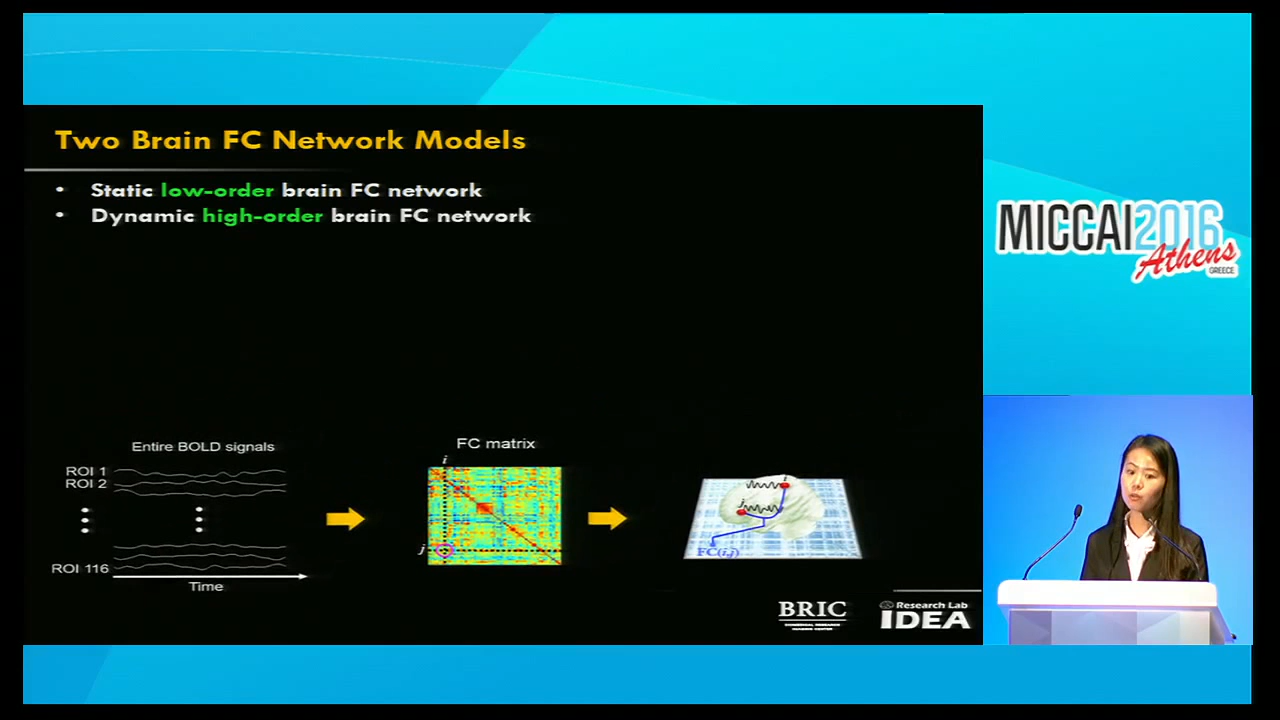 Two Brain FC Network Models
• Static low-order brain FC network
• Dynamic high-order brain FC network
MICCAI2016
Athens
GREECE
Entire BOLD signals
ROI 1
ROI 2
ROI 116
Time
FC matrix
i
j
i
j
FC(i,j)
BRIC
Research Lab
IDEA